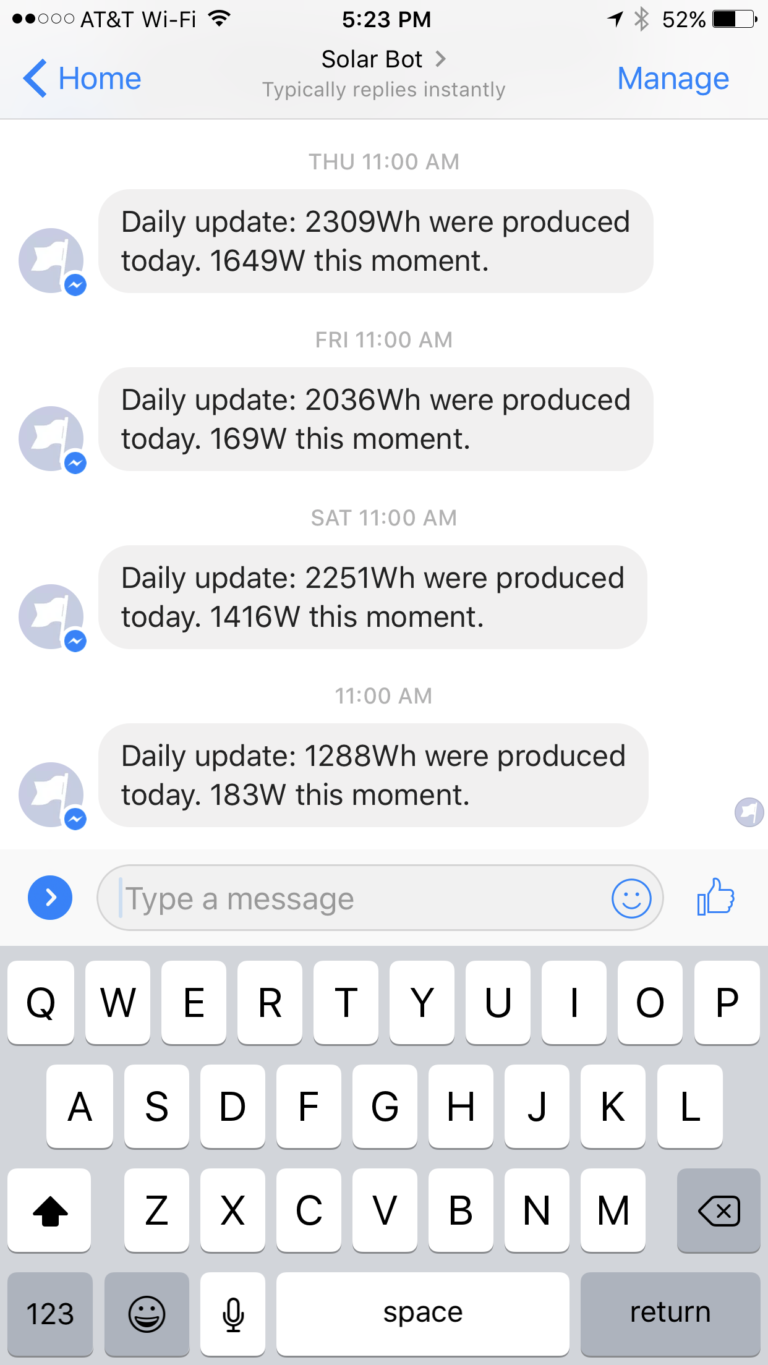 AT&T Wi-Fi 5:23 PM 52%
Home Solar Bot Manage
Typically replies instantly
THU 11:00 AM
Daily update: 2309Wh were produced
today. 1649W this moment.
FRI 11:00 AM
Daily update: 2036Wh were produced
today. 169W this moment.
SAT 11:00 AM
Daily update: 2251Wh were produced
today. 1416W this moment.
11:00 AM
Daily update: 1288Wh were produced
today. 183W this moment.
Type a message
Q W E R T Y U I O P
A S D F G H J K L
Z X C V B N M
123 space return